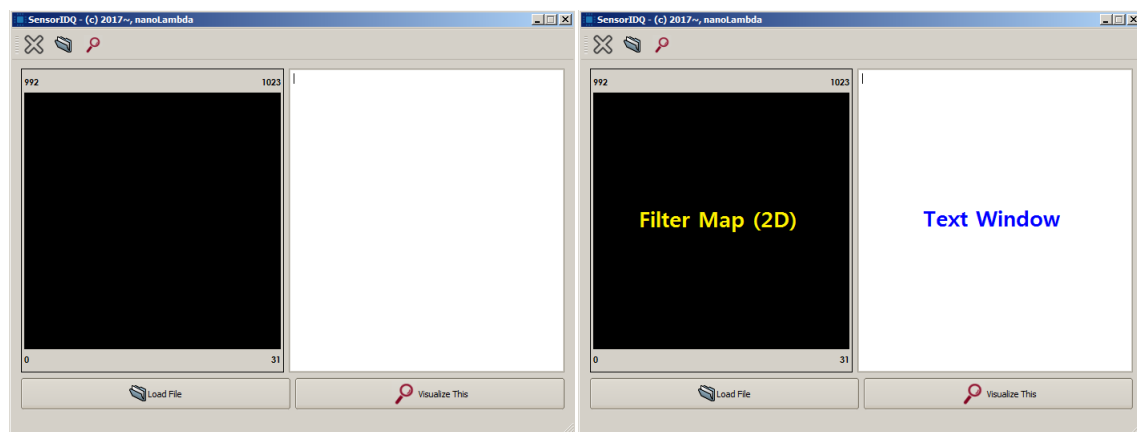 SensorIDQ - (c) 2017~, nanoLambda
992 1023
0 31
Load File Visualize This
SensorIDQ - (c) 2017~, nanoLambda
992 1023
Filter Map (2D) Text Window
0 31
Load File Visualize This